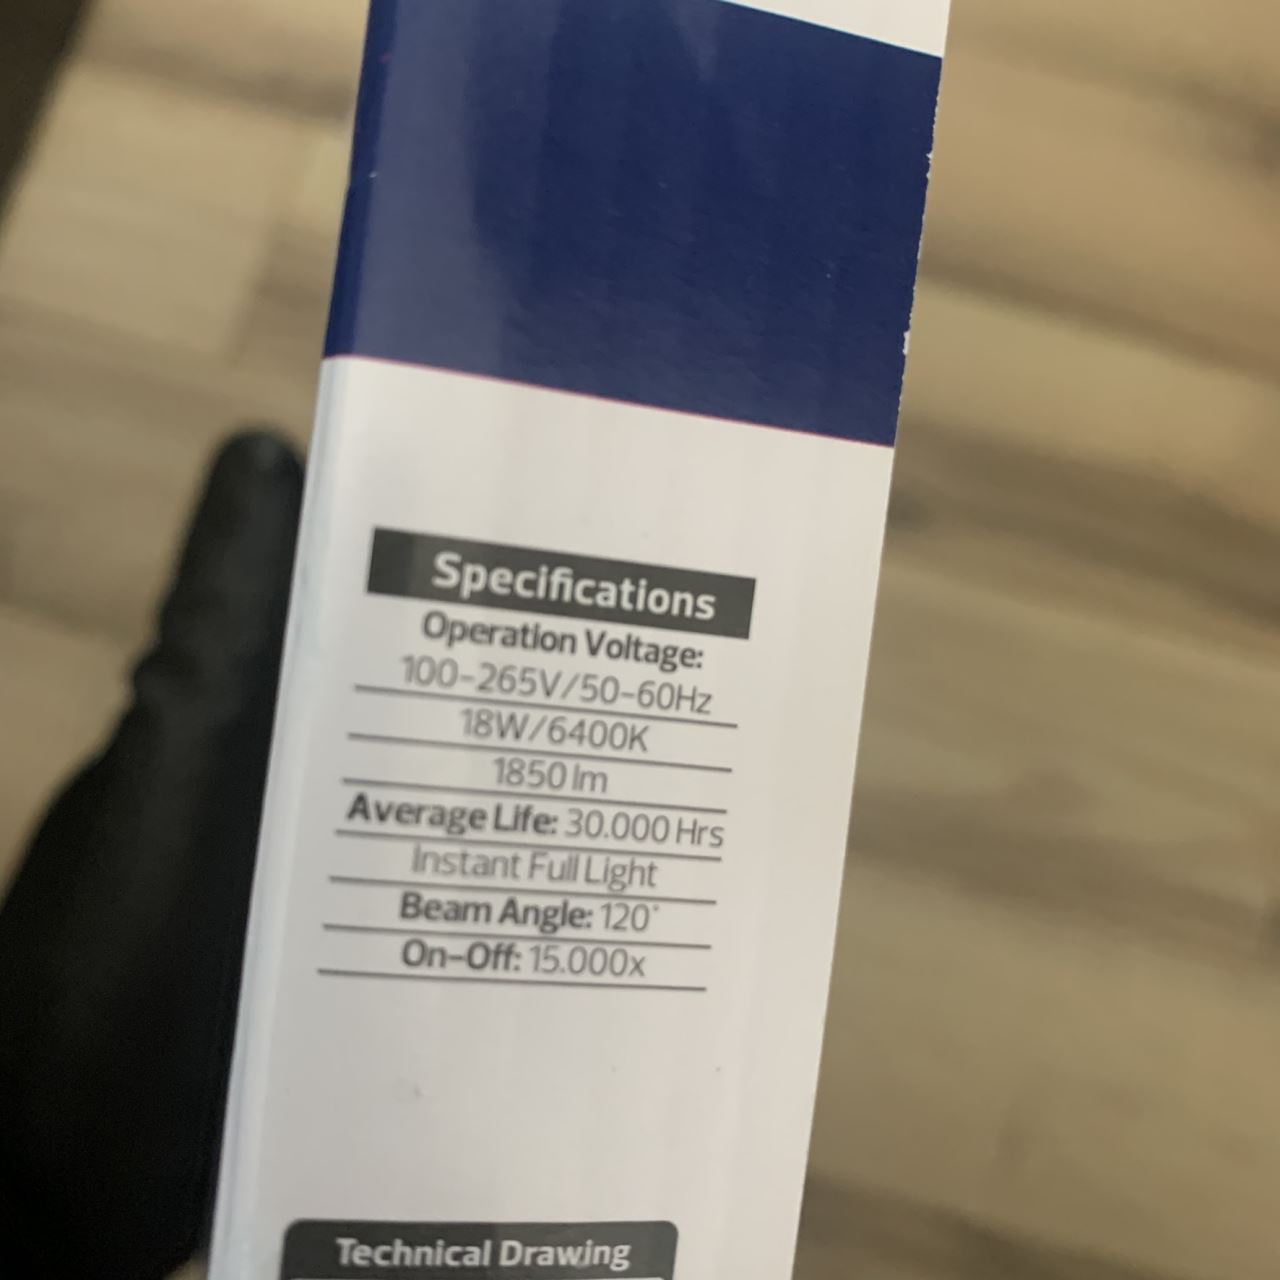 Specifications
Operation Voltage:
100-265V/50-60Hz
18W/6400K
1850 lm
Average Life: 30.000 Hrs
Instant Full Light
Beam Angle: 120°
On-Off: 15.000x
Technical Drawing